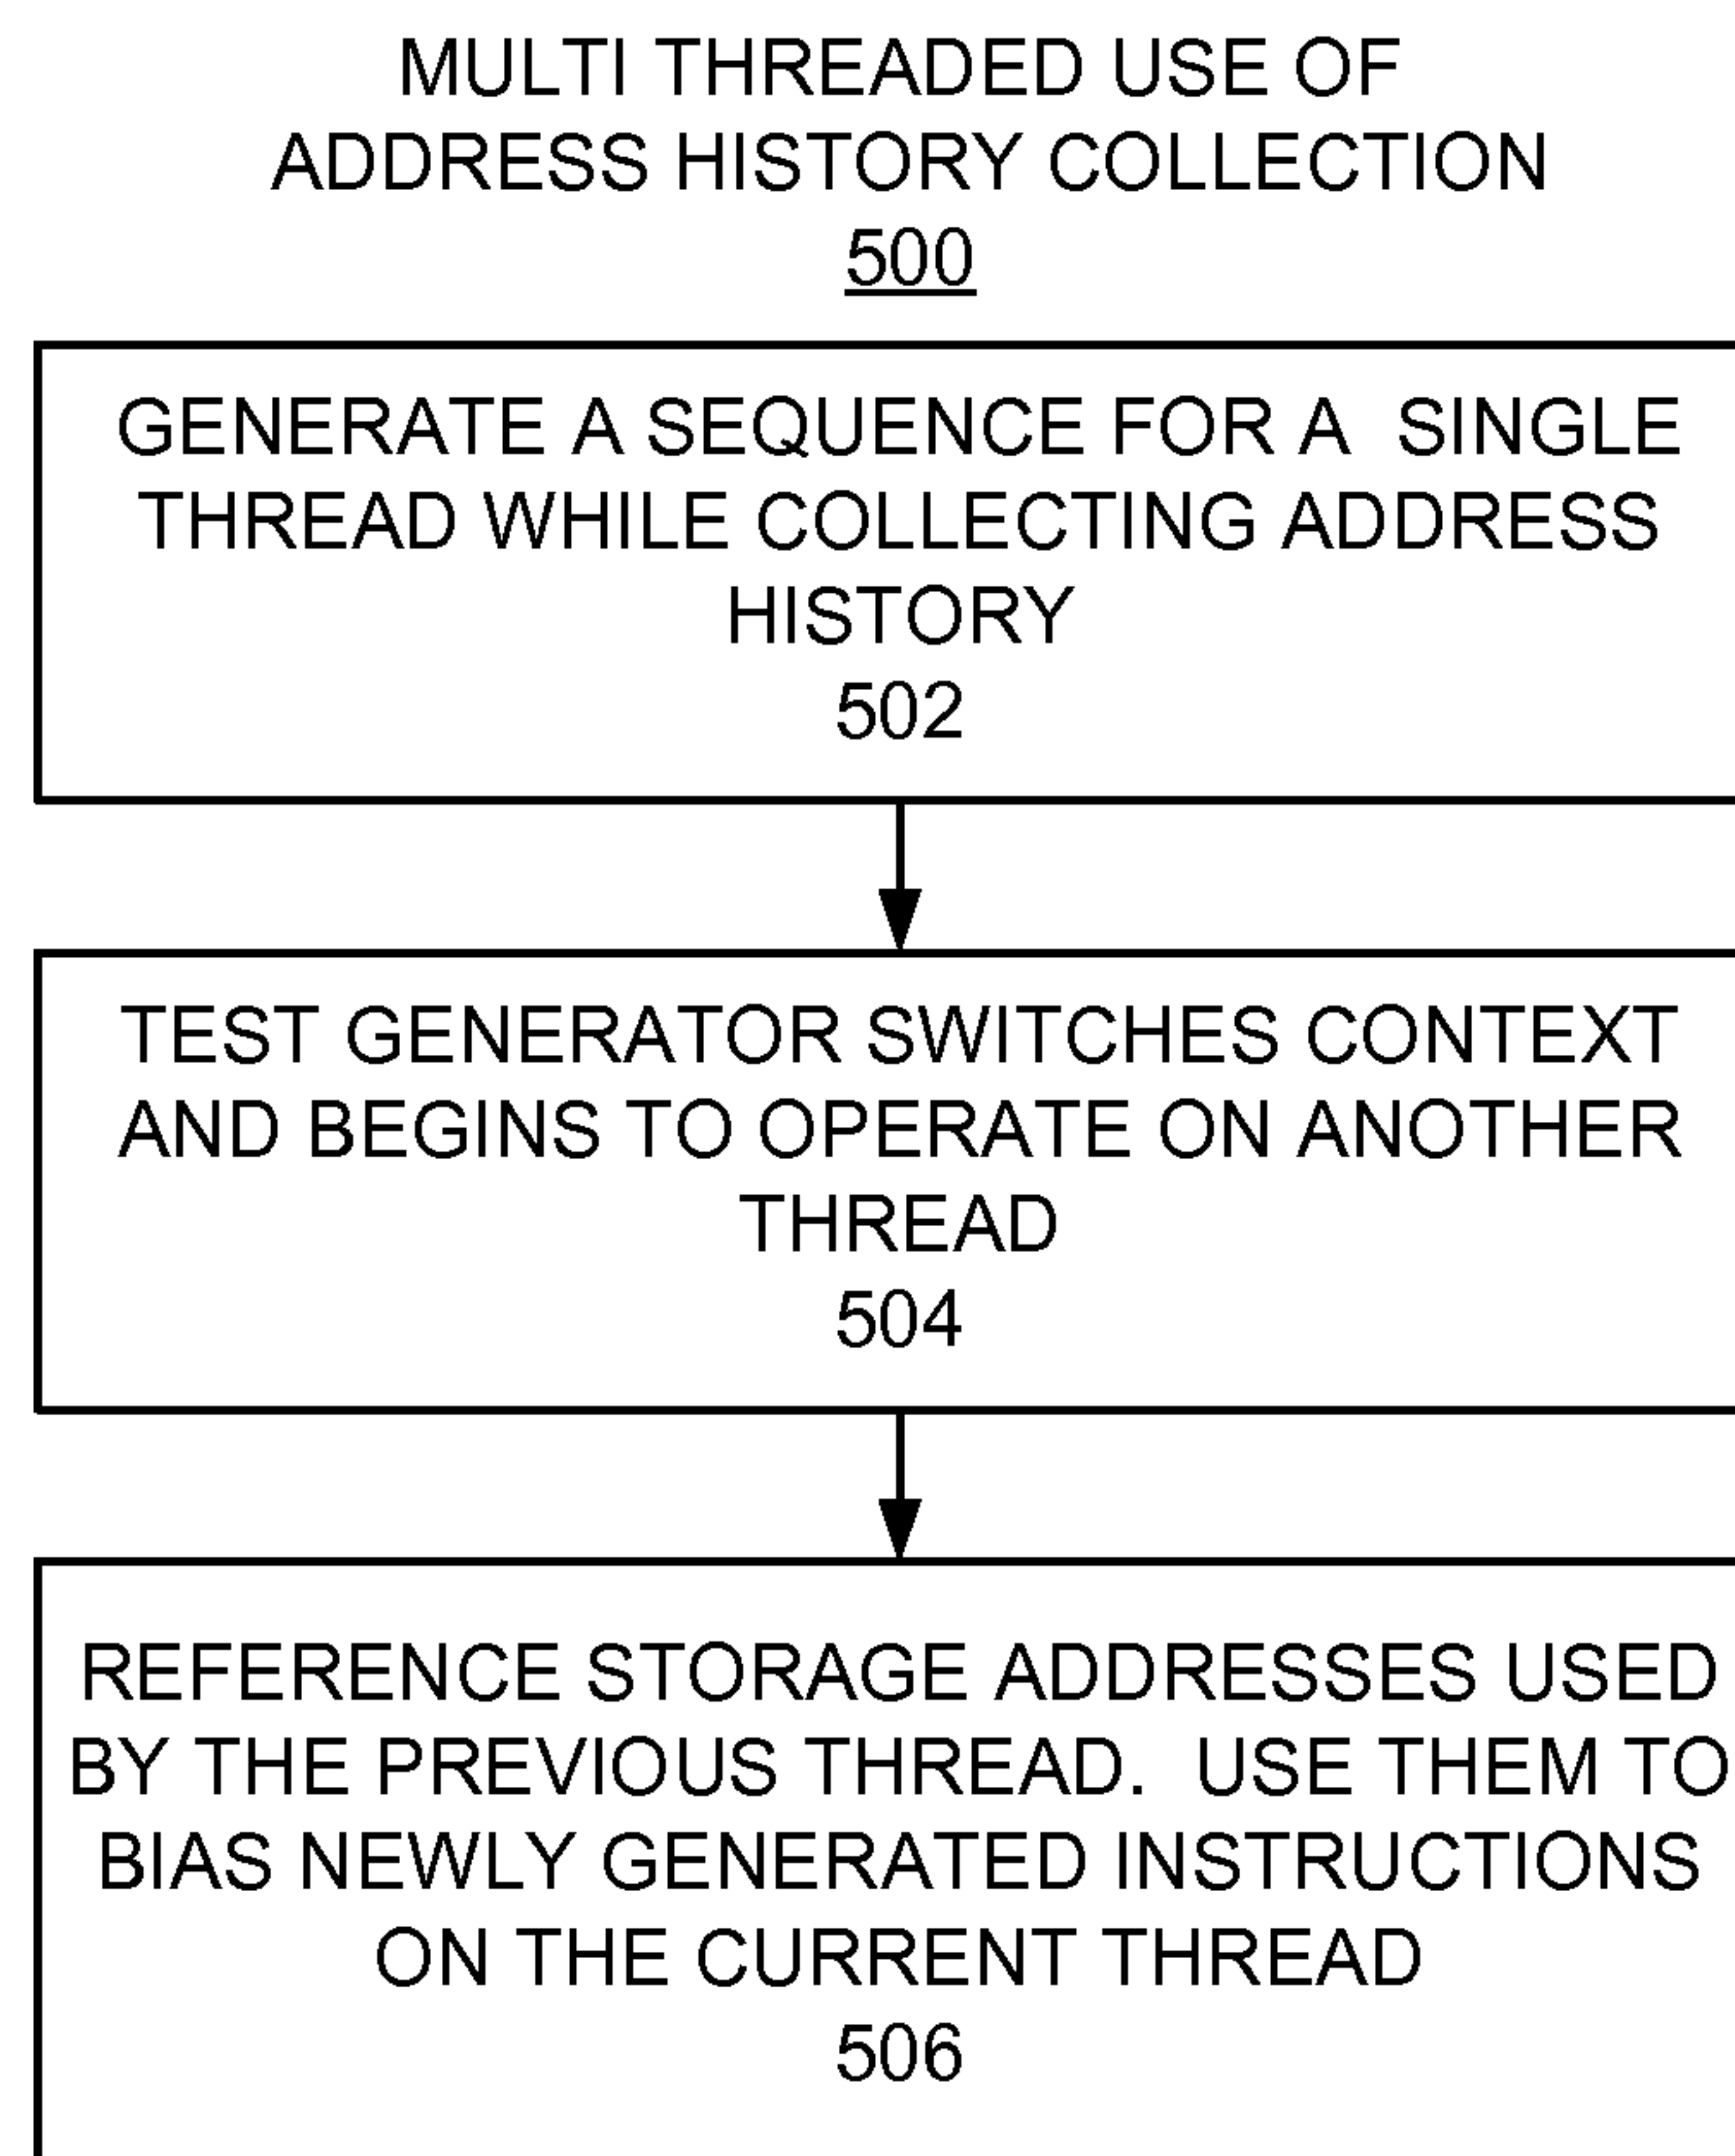 MULTI THREADED USE OF
ADDRESS HISTORY COLLECTION
500
GENERATE A SEQUENCE FOR A  SINGLE
THREAD WHILE COLLECTING ADDRESS
HISTORY
502
TEST GENERATOR SWITCHES CONTEXT
AND BEGINS TO OPERATE ON ANOTHER
THREAD
504
REFERENCE STORAGE ADDRESSES USED
BY THE PREVIOUS THREAD.  USE THEM TO
BIAS NEWLY GENERATED INSTRUCTIONS
ON THE CURRENT THREAD
506